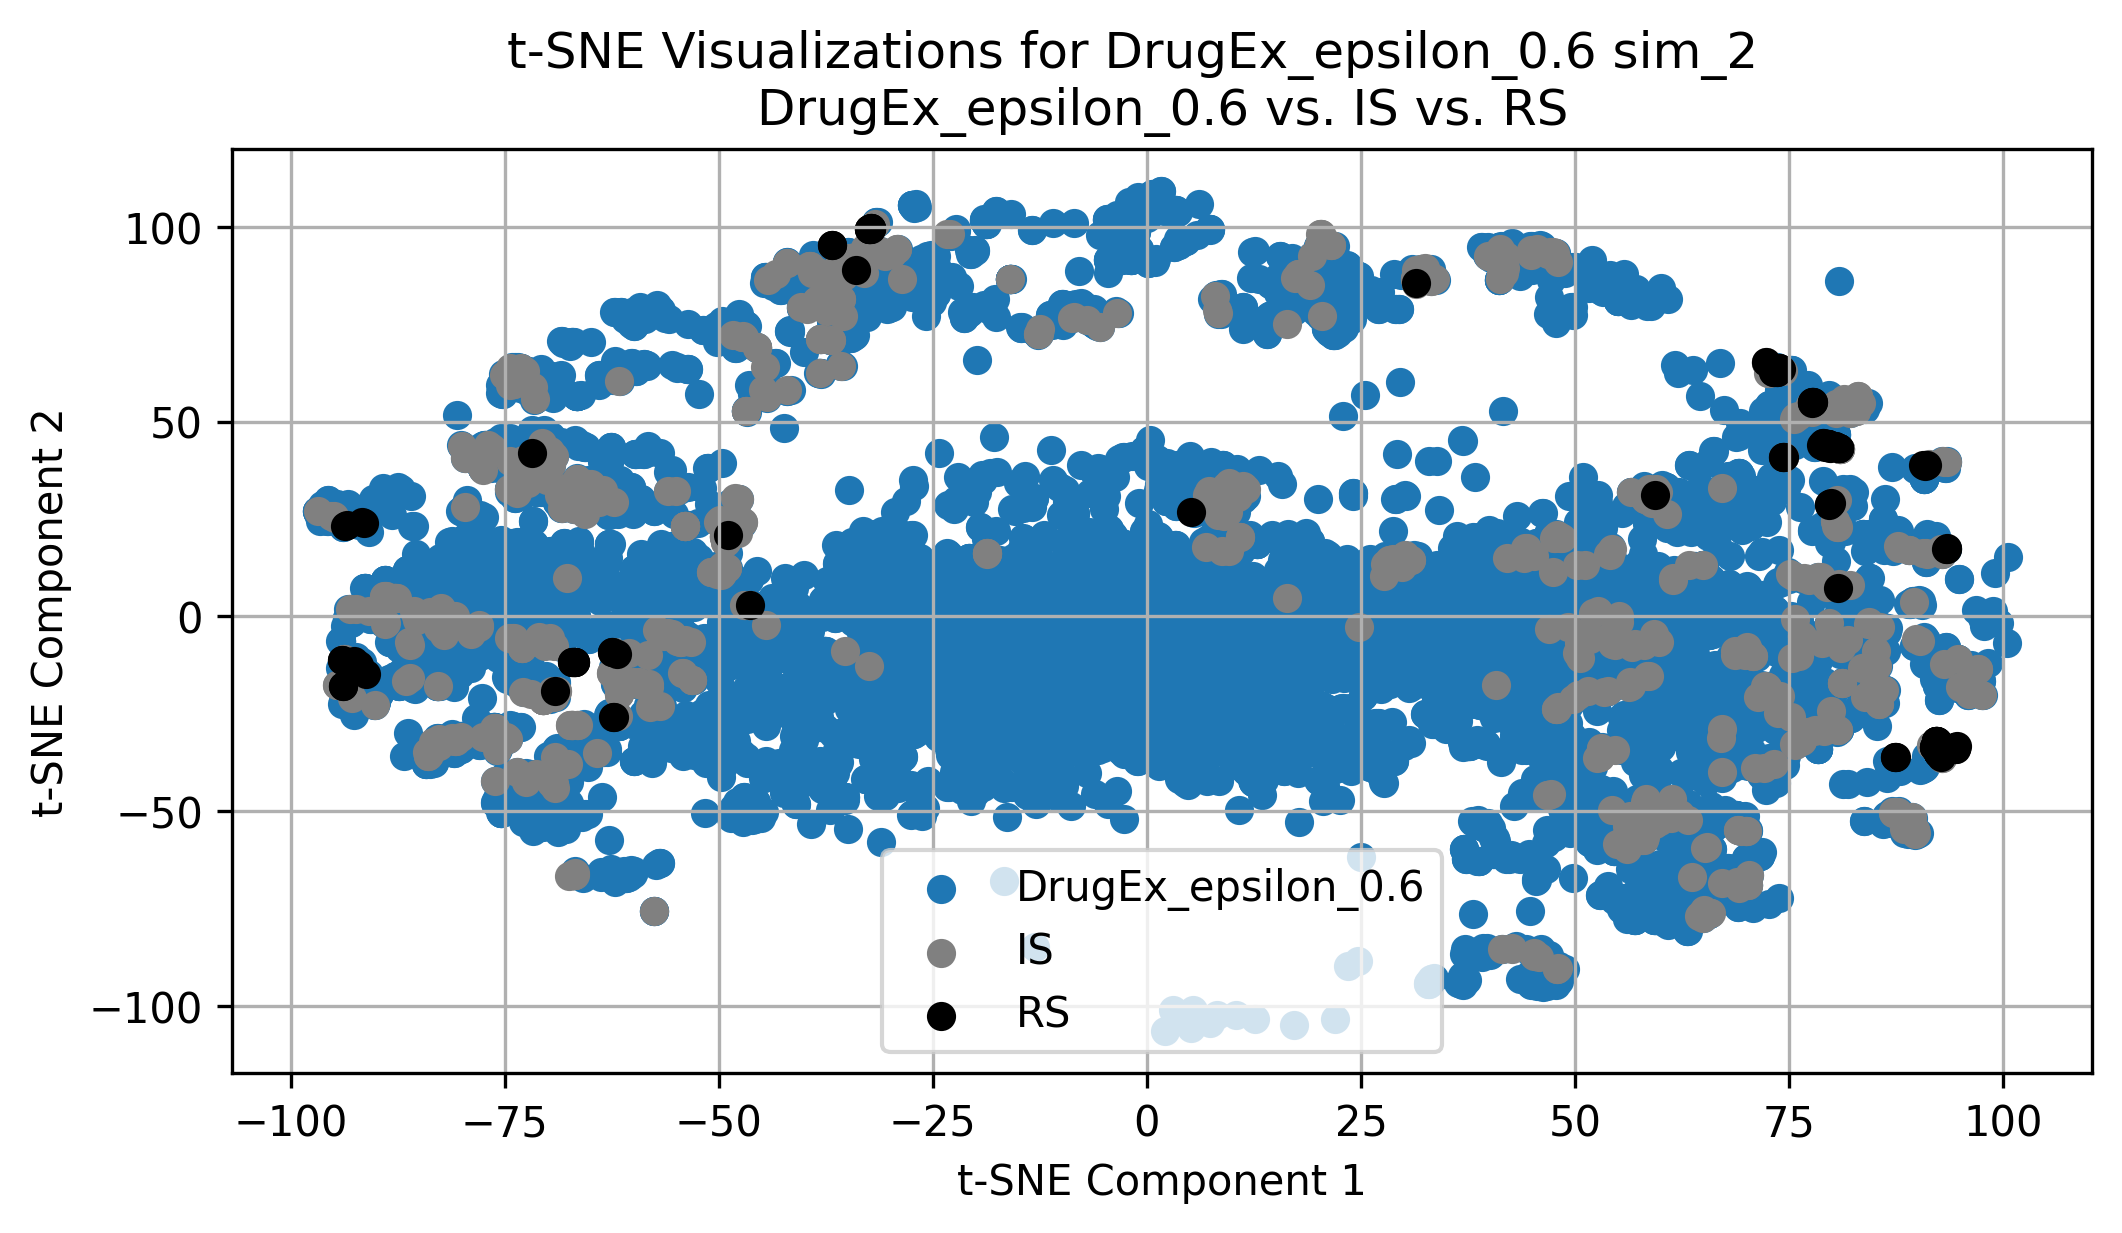 t-SNE Visualizations for DrugEx_epsilon_0.6 sim_2
DrugEx_epsilon_0.6 vs. IS vs. RS
100
50
0
−50
−100
t-SNE Component 2
DrugEx_epsilon_0.6
IS
RS
−100 −75 −50 −25 0 25 50 75 100
t-SNE Component 1